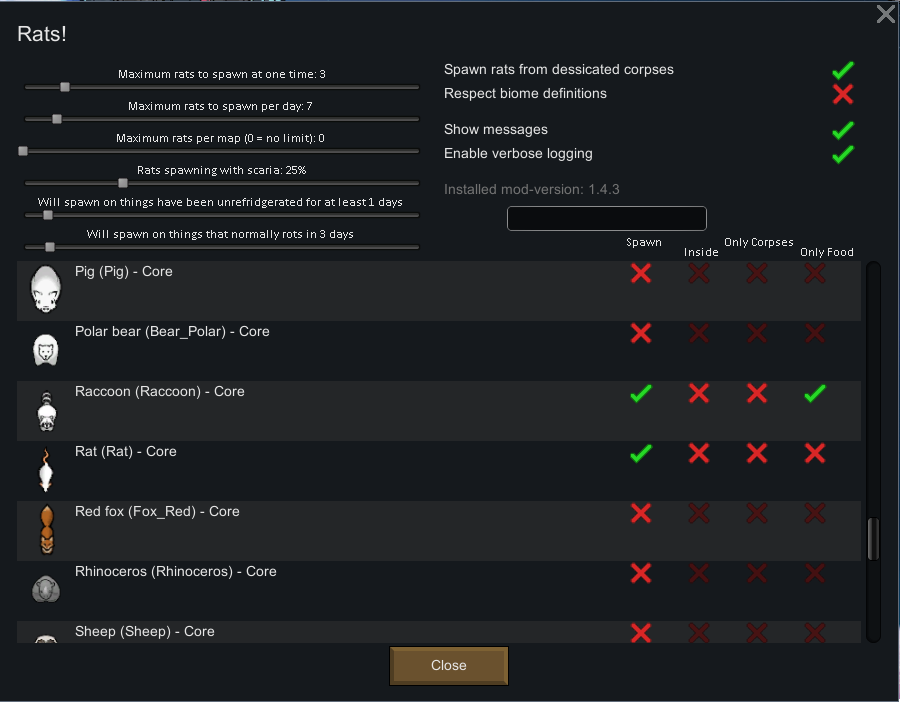 Rats!
Maximum rats to spawn at one time: 3
Maximum rats to spawn per day: 7
Maximum rats per map (0 = no limit): 0
Rats spawning with scaria: 25%
Will spawn on things have been unrefridgerated for at least 1 days
Will spawn on things that normally rots in 3 days
Spawn rats from dessicated corpses
Respect biome definitions
Show messages
Enable verbose logging
Installed mod-version: 1.4.3
Spawn
Inside
Only Corpses
Only Food
Pig (Pig) - Core
Polar bear (Bear_Polar) - Core
Raccoon (Raccoon) - Core
Rat (Rat) - Core
Red fox (Fox_Red) - Core
Rhinoceros (Rhinoceros) - Core
Sheep (Sheep) - Core
Close